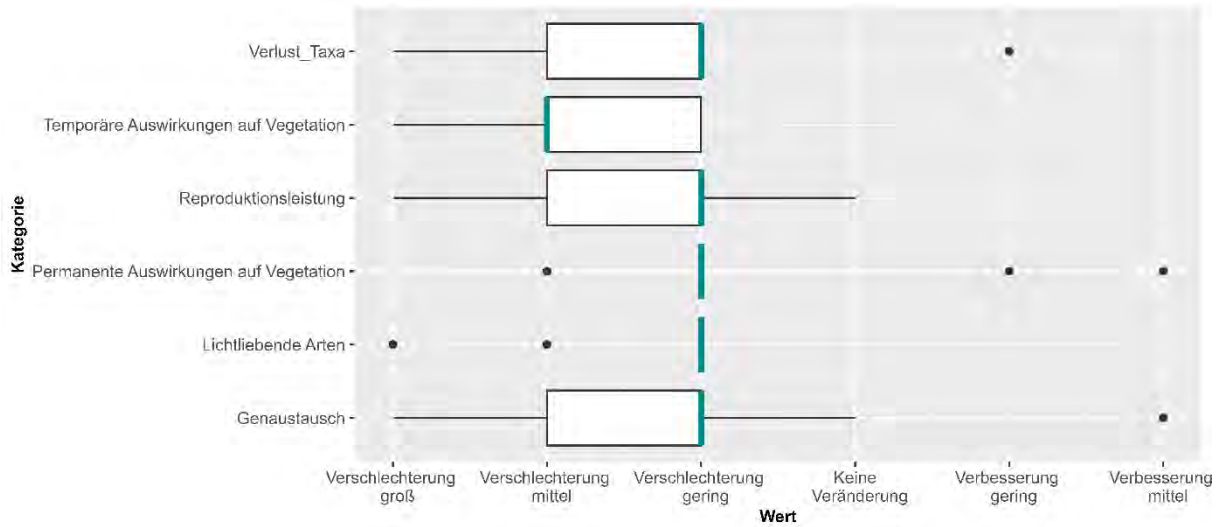 Kategorie
Verlust_Taxa
Temporäre Auswirkungen auf Vegetation
Reproduktionsleistung
Permanente Auswirkungen auf Vegetation
Lichtliebende Arten
Genaustausch
Verschlechterung
groß
Verschlechterung
mittel
Verschlechterung
gering
Keine
Veränderung
Verbesserung
gering
Verbesserung
mittel
Wert